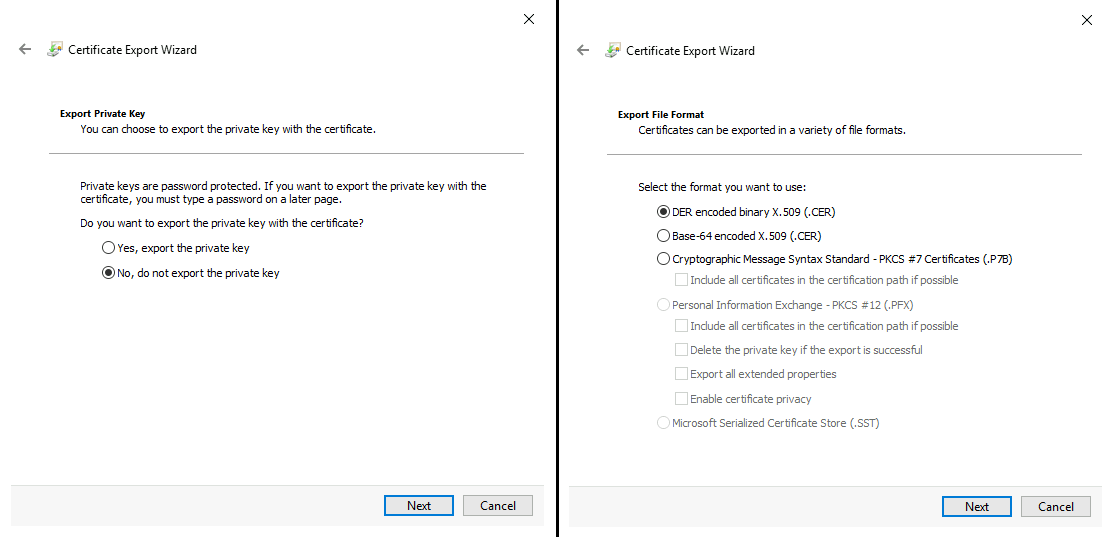 Certificate Export Wizard
Export Private Key
You can choose to export the private key with the certificate.
Private keys are password protected. If you want to export the private key with the
certificate, you must type a password on a later page.
Do you want to export the private key with the certificate?
Yes, export the private key
No, do not export the private key
Next
Cancel
Certificate Export Wizard
Export File Format
Certificates can be exported in a variety of file formats.
Select the format you want to use:
DER encoded binary X.509 (.CER)
Base-64 encoded X.509 (.CER)
Cryptographic Message Syntax Standard - PKCS #7 Certificates (.P7B)
Include all certificates in the certification path if possible
Personal Information Exchange - PKCS #12 (.PFX)
Include all certificates in the certification path if possible
Delete the private key if the export is successful
Export all extended properties
Enable certificate privacy
Microsoft Serialized Certificate Store (.SST)
Next
Cancel